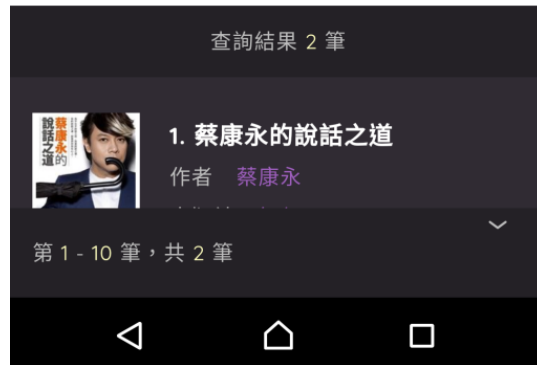 查詢結果 2 筆
蔡康永的
說話之道
1. 蔡康永的說話之道
作者 蔡康永
第 1 - 10 筆，共 2 筆